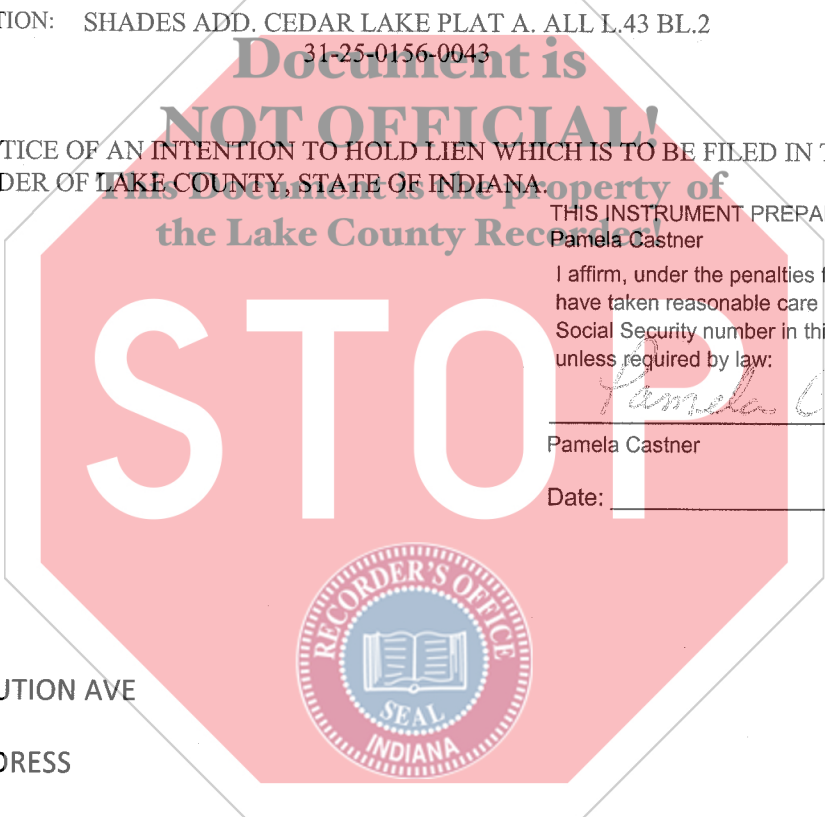 TION: SHADES ADD. CEDAR LAKE PLAT A. ALL L.43 BL.2
31-25-0156-0043
Document is
NOT OFFICIAL!
TICE OF AN INTENTION TO HOLD LIEN WHICH IS TO BE FILED IN T
DER OF LAKE COUNTY, STATE OF INDIANA.
This Document is the property of
the Lake County Recorder!
THIS INSTRUMENT PREPA
Pamela Castner
I affirm, under the penalties f
have taken reasonable care
Social Security number in thi
unless required by law:
Pamela C
Pamela Castner
Date:
STOP
RECORDER'S OFFICE
SEAL
INDIANA
UTION AVE
DRESS